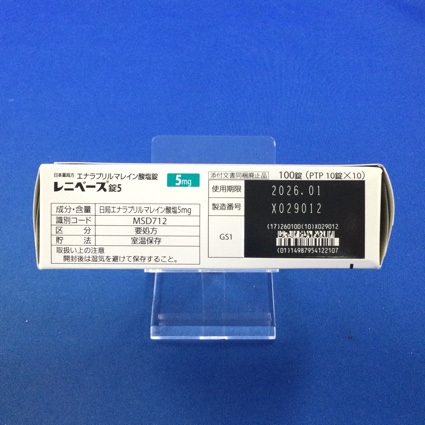 日本薬局方 エナラプリルマレイン酸塩錠
レニベース®錠5
5mg
成分・含量 日局エナラプリルマレイン酸塩5mg
識別コード MSD712
区分 要処方
貯法 室温保存
取扱い上の注意
開封後は湿気を避けて保存すること。
添付文書同梱廃止品 100錠(PTP 10錠×10)
使用期限 2026.01
製造番号 X029012
GS1
(17)260100(10)X029012
(01)14987954122107